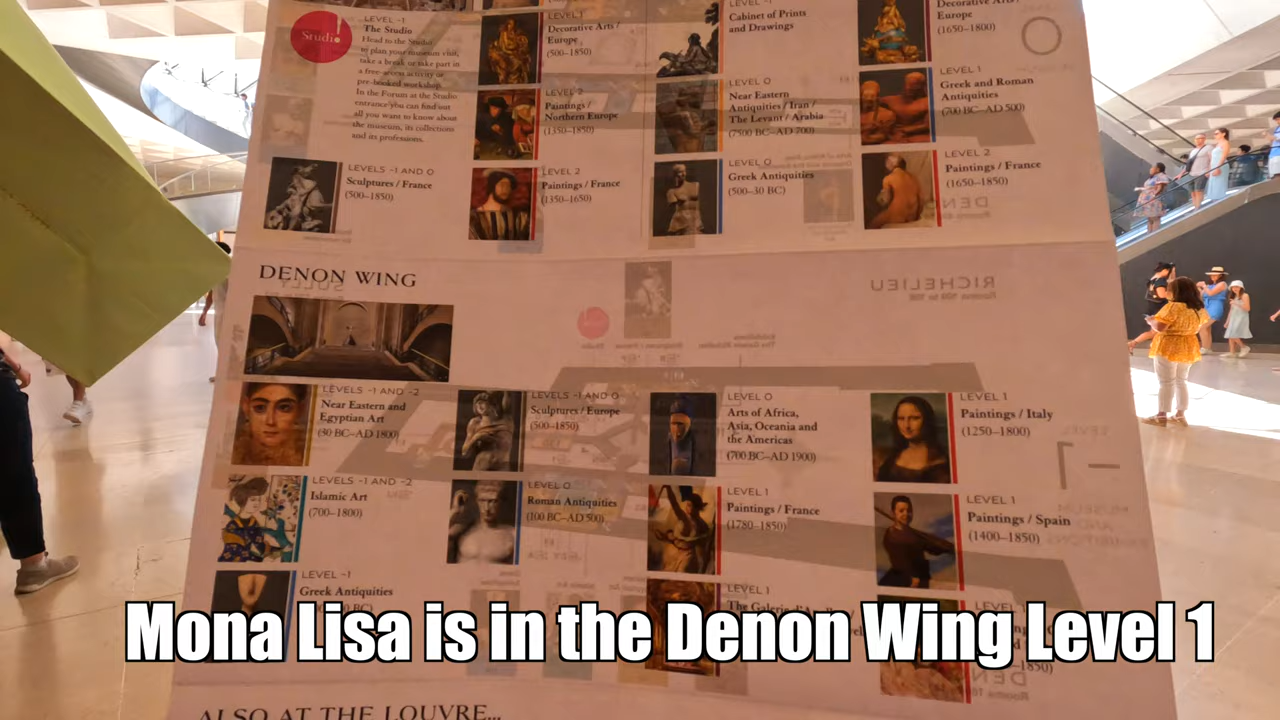 Studio!
LEVEL -1
The Studio
Head to the Studio
to plan your museum visit,
take a break or take part in
a free-access activity or
pre-booked workshop.
In the Forum at the Studio
entrance you can find out
all you want to know about
the museum, its collections
and its professions.
LEVEL 1
Decorative Arts /
Europe
(500–1850)
LEVEL -1
Cabinet of Prints
and Drawings
Decorative Arts /
Europe
(1650–1800)
LEVEL 2
Paintings /
Northern Europe
(1350–1850)
LEVEL 0
Near Eastern
Antiquities / Iran /
The Levant / Arabia
(7500 BC–AD 700)
LEVEL 1
Greek and Roman
Antiquities
(700 BC–AD 500)
LEVELS -1 AND 0
Sculptures / France
(500–1850)
LEVEL 2
Paintings / France
(1350–1650)
LEVEL 0
Greek Antiquities
(500–30 BC)
LEVEL 2
Paintings / France
(1650–1850)
DENON WING
RICHELIEU
LEVELS -1 AND -2
Near Eastern and
Egyptian Art
(30 BC–AD 1800)
LEVELS -1 AND 0
Sculptures / Europe
(500–1850)
LEVEL 0
Arts of Africa,
Asia, Oceania and
the Americas
(700 BC–AD 1900)
LEVEL 1
Paintings / Italy
(1250–1800)
LEVELS -1 AND -2
Islamic Art
(700–1800)
LEVEL 0
Roman Antiquities
(100 BC–AD 500)
LEVEL 1
Paintings / France
(1780–1850)
LEVEL 1
Paintings / Spain
(1400–1850)
LEVEL -1
Greek Antiquities
LEVEL 1
The Galerie
Mona Lisa is in the Denon Wing Level 1
ALSO AT THE LOUVRE...